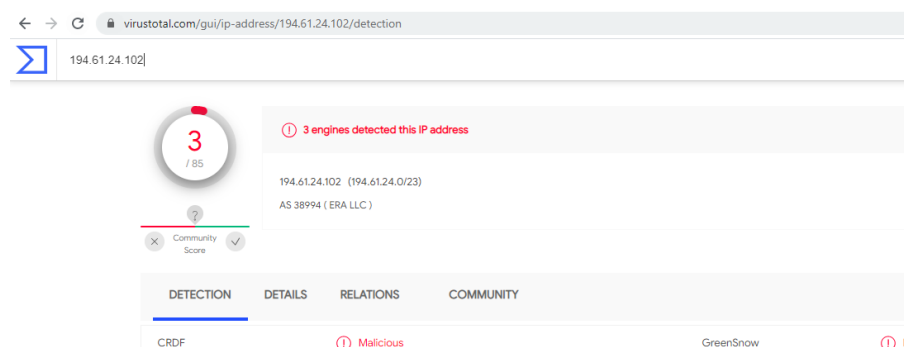 virustotal.com/gui/ip-address/194.61.24.102/detection
194.61.24.102
3
/ 85
3 engines detected this IP address
194.61.24.102 (194.61.24.0/23)
AS 38994 ( ERA LLC )
?
Community
Score
DETECTION DETAILS RELATIONS COMMUNITY
CRDF Malicious GreenSnow